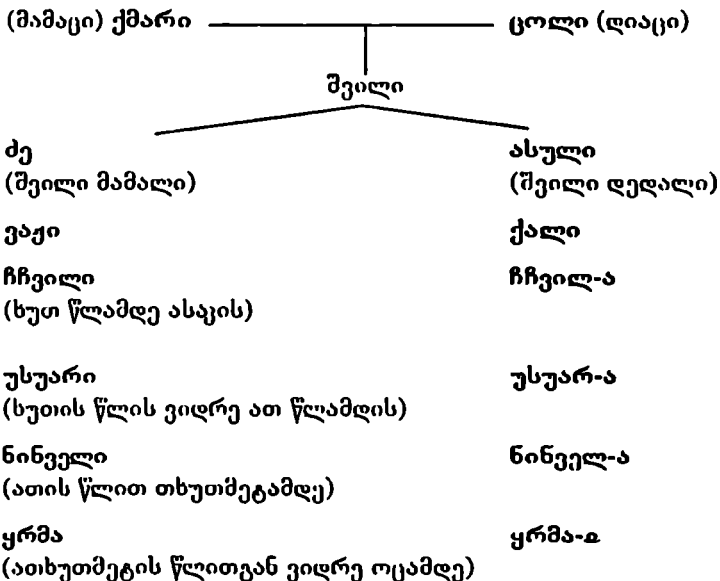 (მამაცი) ქმარი ცოლი (დიაცი)
შვილი
ძე ასული
(შვილი მამალი) (შვილი დედალი)
ვაჟი ქალი
ჩჩვილი ჩჩვილ-ა
(ხუთ წლამდე ასაკის)
უსუარი უსუარ-ა
(ხუთის წლის ვიდრე ათ წლამდის)
ნინველი ნინველ-ა
(ათის წლით თხუთმეტამდე)
ყრმა ყრმა-ჲ
(ათხუთმეტის წლითგან ვიდრე ოცამდე)